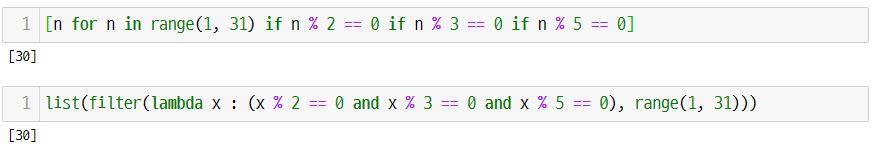 1 [n for n in range(1, 31) if n % 2 == 0 if n % 3 == 0 if n % 5 == 0]
[30]
1 list(filter(lambda x : (x % 2 == 0 and x % 3 == 0 and x % 5 == 0), range(1, 31)))
[30]